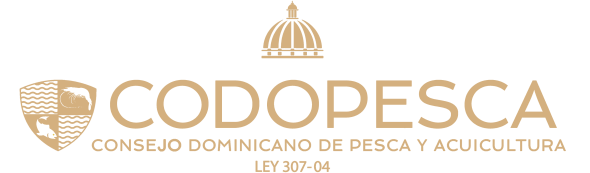 CODOPESCA
CONSEJO DOMINICANO DE PESCA Y ACUICULTURA
LEY 307-04